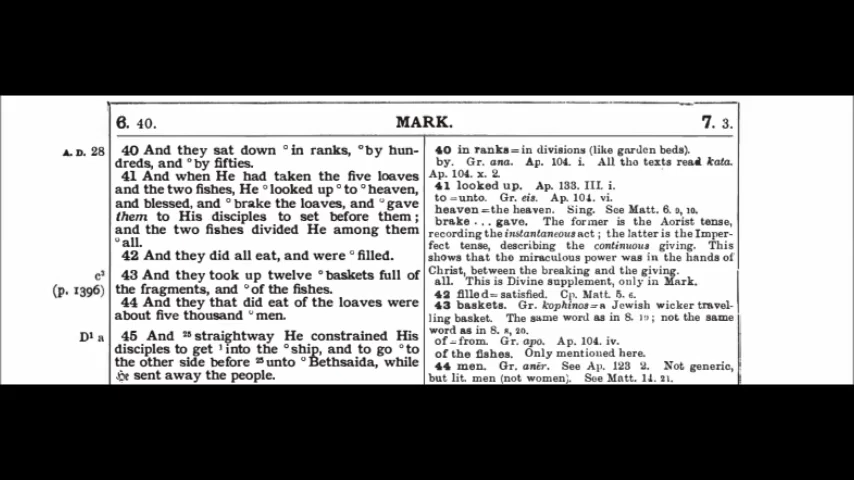 6. 40. MARK. 7. 3.
A. D. 28
40 And they sat down °in ranks, °by hun-
dreds, and °by fifties.
41 And when He had taken the five loaves
and the two fishes, He °looked up °to °heaven,
and blessed, and °brake the loaves, and °gave
them to His disciples to set before them;
and the two fishes divided He among them
°all.
42 And they did all eat, and were °filled.
c³
(p. 1396)
43 And they took up twelve °baskets full of
the fragments, and °of the fishes.
44 And they that did eat of the loaves were
about five thousand °men.
D¹ a
45 And ²⁵straightway He constrained His
disciples to get ¹into the °ship, and to go °to
the other side before ²⁵unto °Bethsaida, while
He sent away the people.
40 in ranks=in divisions (like garden beds).
by. Gr. ana. Ap. 104. i. All the texts read kata.
Ap. 104. x. 2.
41 looked up. Ap. 133. III. i.
to=unto. Gr. eis. Ap. 104. vi.
heaven=the heaven. Sing. See Matt. 6. 9, 10.
brake . . . gave. The former is the Aorist tense,
recording the instantaneous act; the latter is the Imper-
fect tense, describing the continuous giving. This
shows that the miraculous power was in the hands of
Christ, between the breaking and the giving.
all. This is Divine supplement, only in Mark.
42 filled=satisfied. Cp. Matt. 5. 6.
43 baskets. Gr. kophinos=a Jewish wicker travel-
ling basket. The same word as in 8. 19; not the same
word as in 8. 8, 20.
of=from. Gr. apo. Ap. 104. iv.
of the fishes. Only mentioned here.
44 men. Gr. anēr. See Ap. 123 2. Not generic,
but lit. men (not women). See Matt. 14. 21.